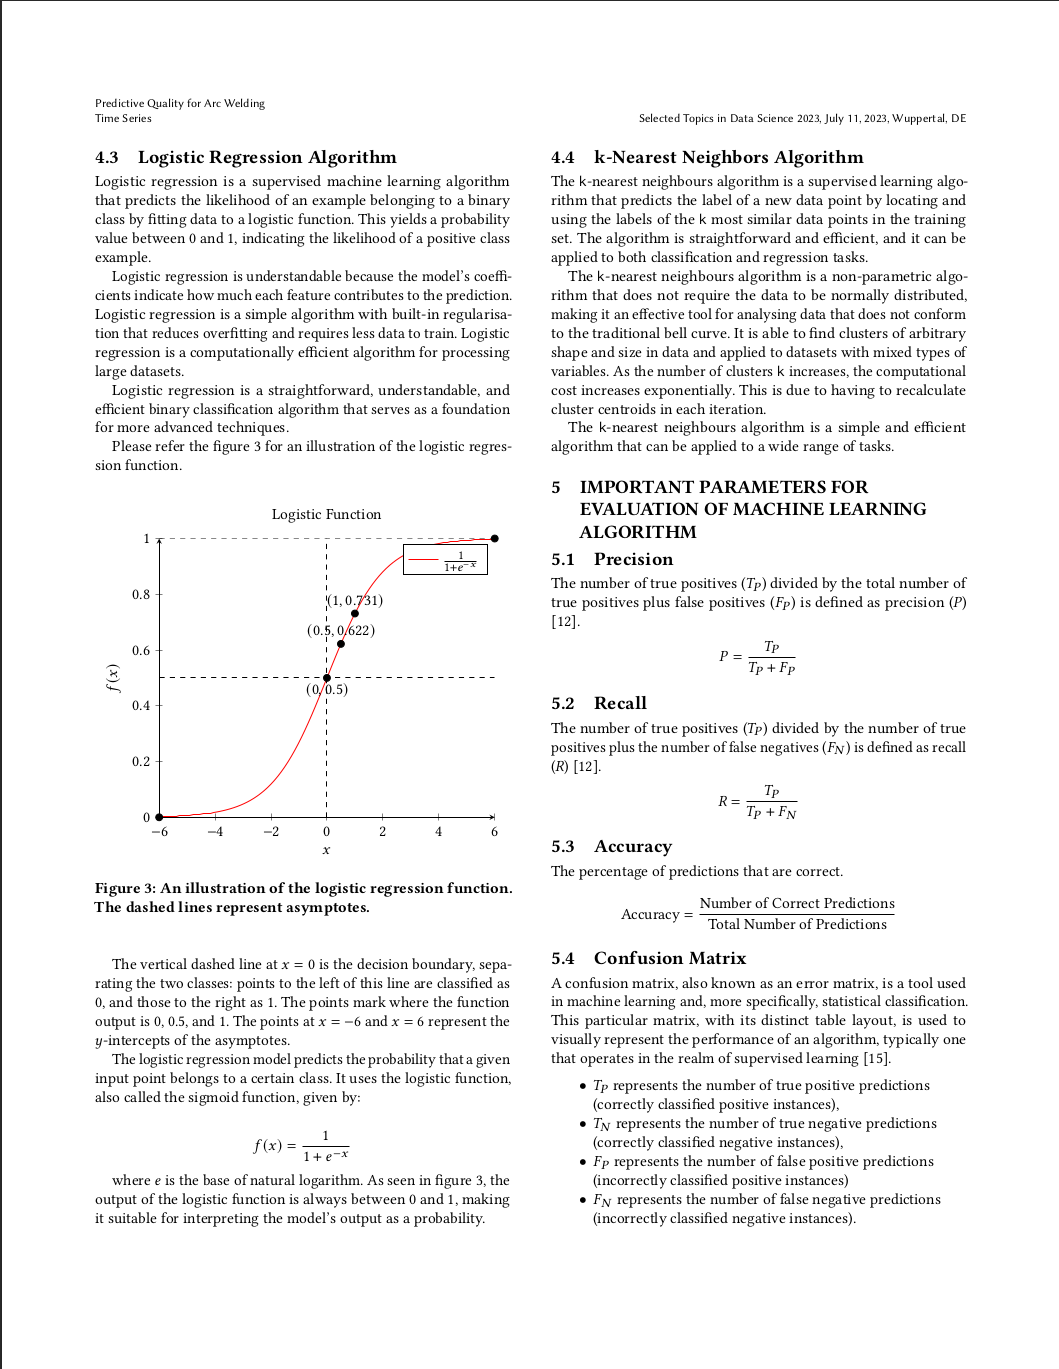 Predictive Quality for Arc Welding
Time Series
Selected Topics in Data Science 2023, July 11, 2023, Wuppertal, DE
4.3 Logistic Regression Algorithm
Logistic regression is a supervised machine learning algorithm
that predicts the likelihood of an example belonging to a binary
class by fitting data to a logistic function. This yields a probability
value between 0 and 1, indicating the likelihood of a positive class
example.
Logistic regression is understandable because the model's coeffi-
cients indicate how much each feature contributes to the prediction.
Logistic regression is a simple algorithm with built-in regularisa-
tion that reduces overfitting and requires less data to train. Logistic
regression is a computationally efficient algorithm for processing
large datasets.
Logistic regression is a straightforward, understandable, and
efficient binary classification algorithm that serves as a foundation
for more advanced techniques.
Please refer the figure 3 for an illustration of the logistic regres-
sion function.
Logistic Function
1
0.8
0.6
0.4
0.2
0
f(x)
1/(1+e^{−x})
(1, 0.731)
(0.5, 0.622)
(0, 0.5)
−6 −4 −2 0 2 4 6
x
Figure 3: An illustration of the logistic regression function.
The dashed lines represent asymptotes.
The vertical dashed line at x = 0 is the decision boundary, sepa-
rating the two classes: points to the left of this line are classified as
0, and those to the right as 1. The points mark where the function
output is 0, 0.5, and 1. The points at x = −6 and x = 6 represent the
y-intercepts of the asymptotes.
The logistic regression model predicts the probability that a given
input point belongs to a certain class. It uses the logistic function,
also called the sigmoid function, given by:
f(x) = 1/(1 + e^{−x})
where e is the base of natural logarithm. As seen in figure 3, the
output of the logistic function is always between 0 and 1, making
it suitable for interpreting the model's output as a probability.
4.4 k-Nearest Neighbors Algorithm
The k-nearest neighbours algorithm is a supervised learning algo-
rithm that predicts the label of a new data point by locating and
using the labels of the k most similar data points in the training
set. The algorithm is straightforward and efficient, and it can be
applied to both classification and regression tasks.
The k-nearest neighbours algorithm is a non-parametric algo-
rithm that does not require the data to be normally distributed,
making it an effective tool for analysing data that does not conform
to the traditional bell curve. It is able to find clusters of arbitrary
shape and size in data and applied to datasets with mixed types of
variables. As the number of clusters k increases, the computational
cost increases exponentially. This is due to having to recalculate
cluster centroids in each iteration.
The k-nearest neighbours algorithm is a simple and efficient
algorithm that can be applied to a wide range of tasks.
5 IMPORTANT PARAMETERS FOR
EVALUATION OF MACHINE LEARNING
ALGORITHM
5.1 Precision
The number of true positives (T_P) divided by the total number of
true positives plus false positives (F_P) is defined as precision (P)
[12].
P = T_P/(T_P + F_P)
5.2 Recall
The number of true positives (T_P) divided by the number of true
positives plus the number of false negatives (F_N) is defined as recall
(R) [12].
R = T_P/(T_P + F_N)
5.3 Accuracy
The percentage of predictions that are correct.
Accuracy = Number of Correct Predictions/Total Number of Predictions
5.4 Confusion Matrix
A confusion matrix, also known as an error matrix, is a tool used
in machine learning and, more specifically, statistical classification.
This particular matrix, with its distinct table layout, is used to
visually represent the performance of an algorithm, typically one
that operates in the realm of supervised learning [15].
• T_P represents the number of true positive predictions
(correctly classified positive instances),
• T_N represents the number of true negative predictions
(correctly classified negative instances),
• F_P represents the number of false positive predictions
(incorrectly classified positive instances)
• F_N represents the number of false negative predictions
(incorrectly classified negative instances).